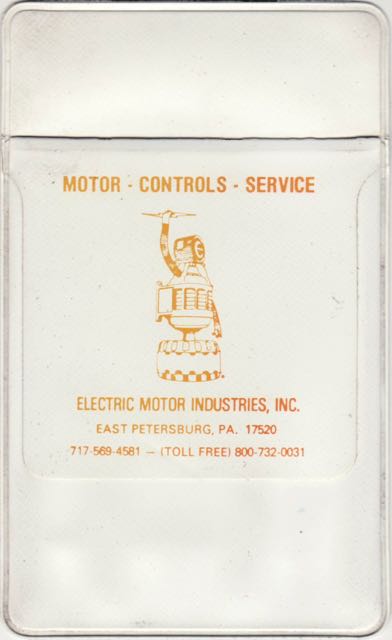 MOTOR - CONTROLS - SERVICE
ELECTRIC MOTOR INDUSTRIES, INC.
EAST PETERSBURG, PA. 17520
717-569-4581 — (TOLL FREE) 800-732-0031